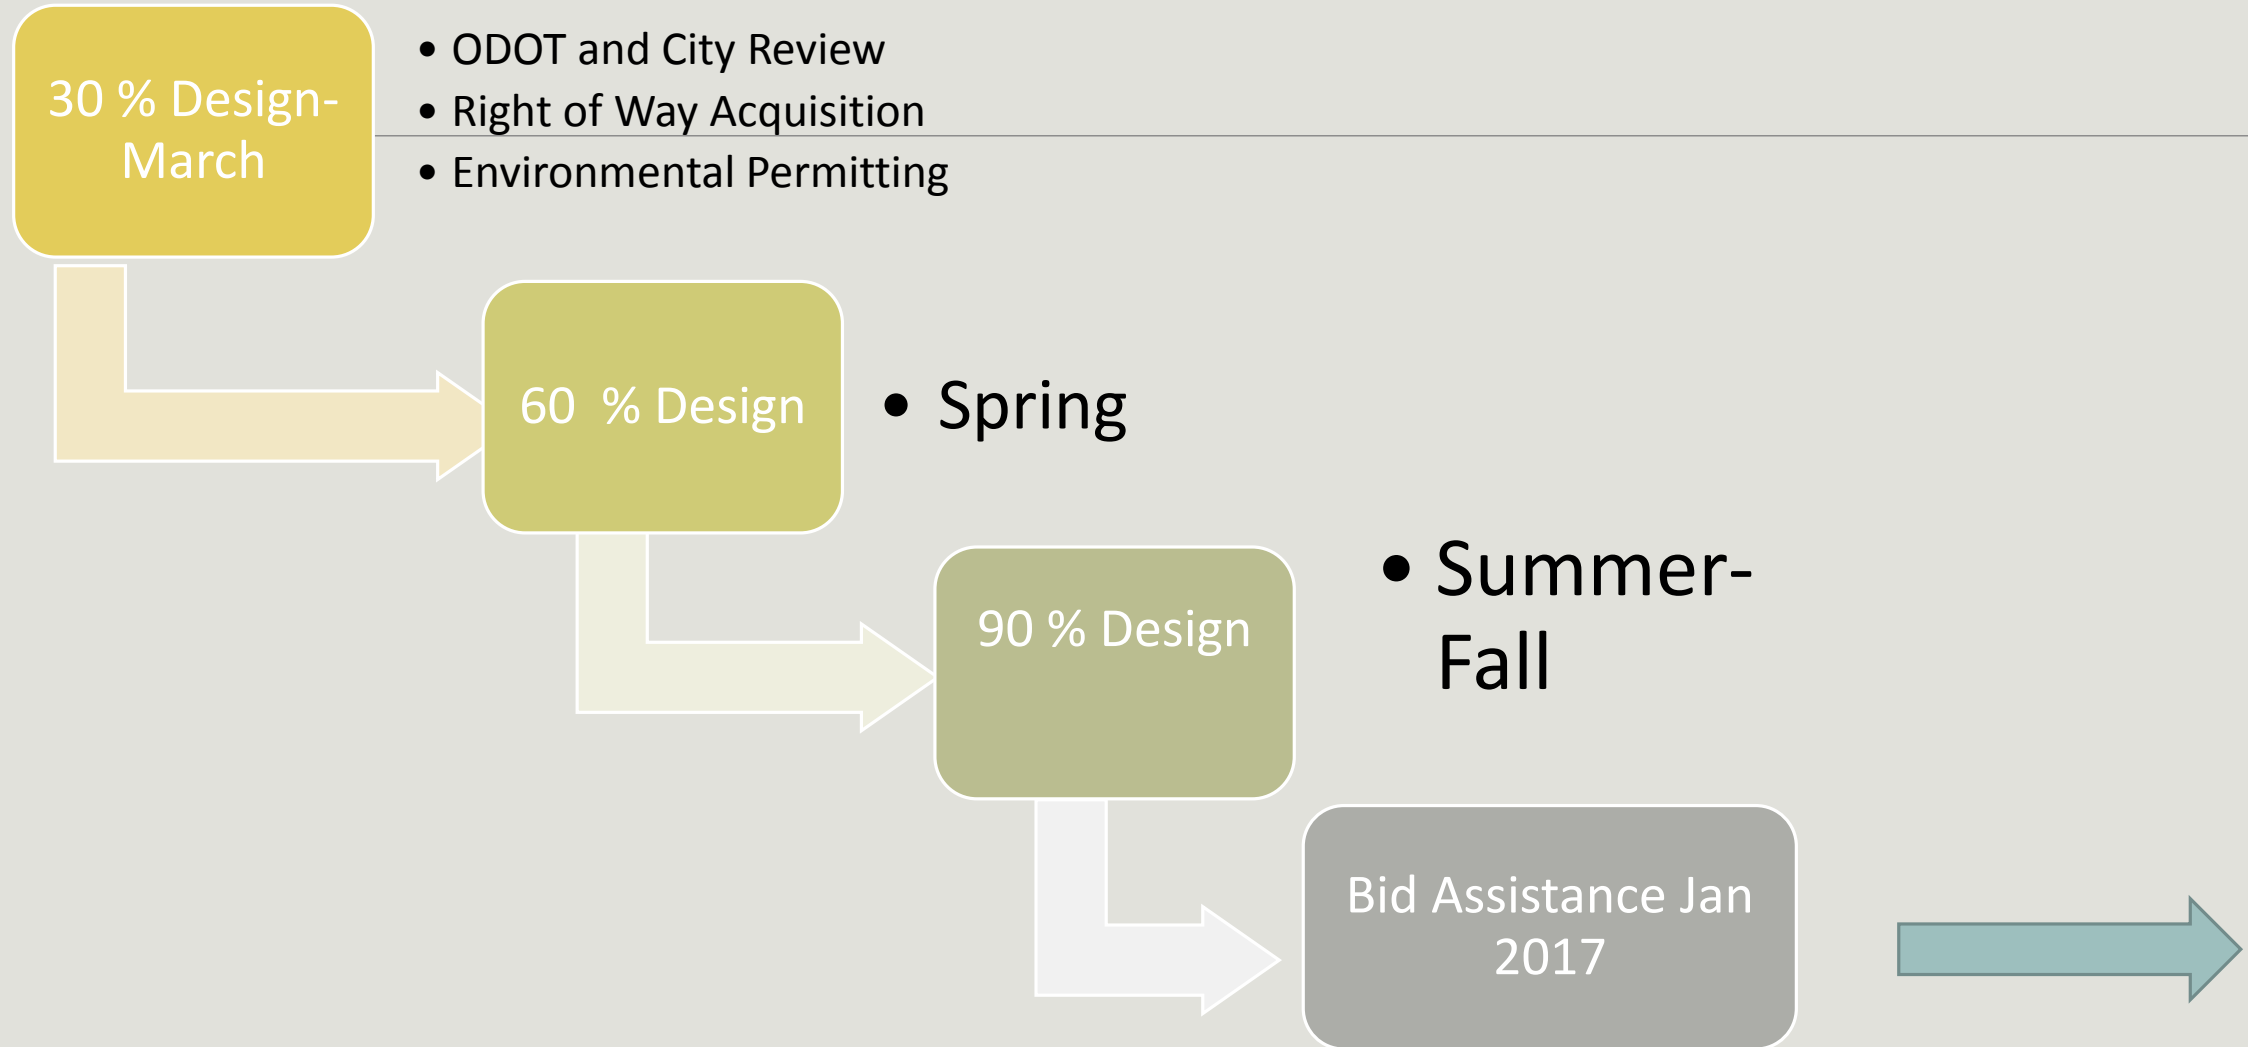 30 % Design-
March
• ODOT and City Review
• Right of Way Acquisition
• Environmental Permitting
60  % Design
• Spring
90 % Design
• Summer-
Fall
Bid Assistance Jan
2017